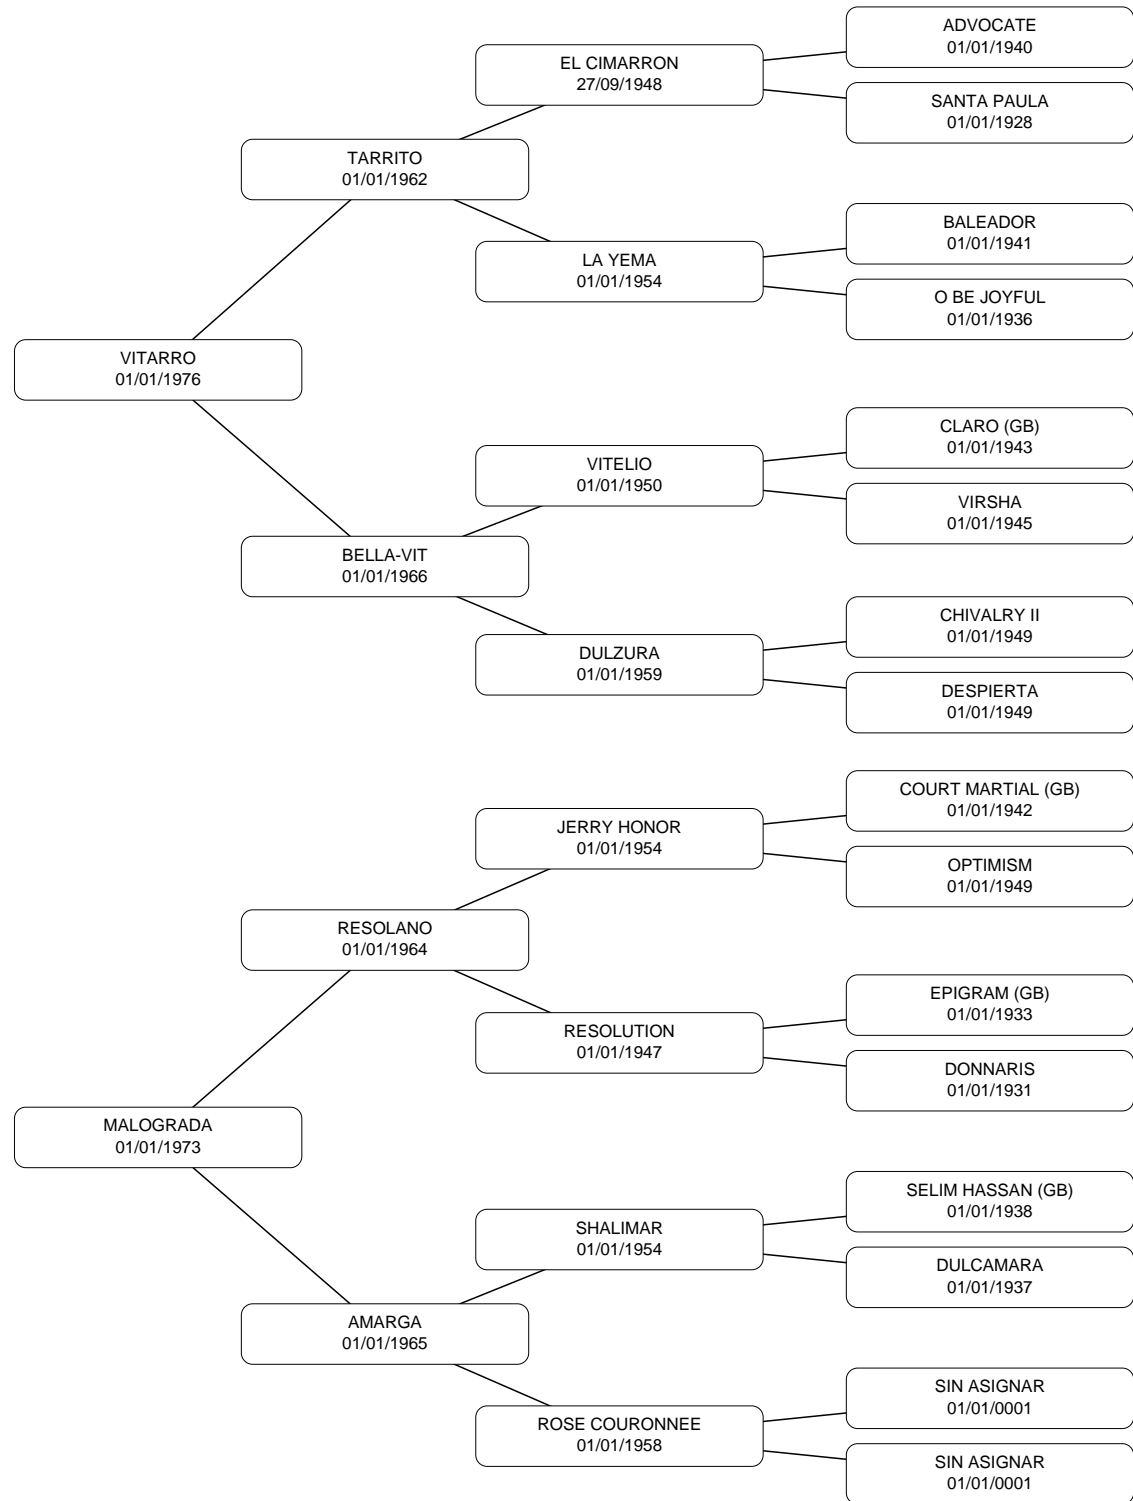 ADVOCATE
01/01/1940
EL CIMARRON
27/09/1948
SANTA PAULA
01/01/1928
TARRITO
01/01/1962
BALEADOR
01/01/1941
LA YEMA
01/01/1954
O BE JOYFUL
01/01/1936
VITARRO
01/01/1976
CLARO (GB)
01/01/1943
VITELIO
01/01/1950
VIRSHA
01/01/1945
BELLA-VIT
01/01/1966
CHIVALRY II
01/01/1949
DULZURA
01/01/1959
DESPIERTA
01/01/1949
COURT MARTIAL (GB)
01/01/1942
JERRY HONOR
01/01/1954
OPTIMISM
01/01/1949
RESOLANO
01/01/1964
EPIGRAM (GB)
01/01/1933
RESOLUTION
01/01/1947
DONNARIS
01/01/1931
MALOGRADA
01/01/1973
SELIM HASSAN (GB)
01/01/1938
SHALIMAR
01/01/1954
DULCAMARA
01/01/1937
AMARGA
01/01/1965
SIN ASIGNAR
01/01/0001
ROSE COURONNEE
01/01/1958
SIN ASIGNAR
01/01/0001